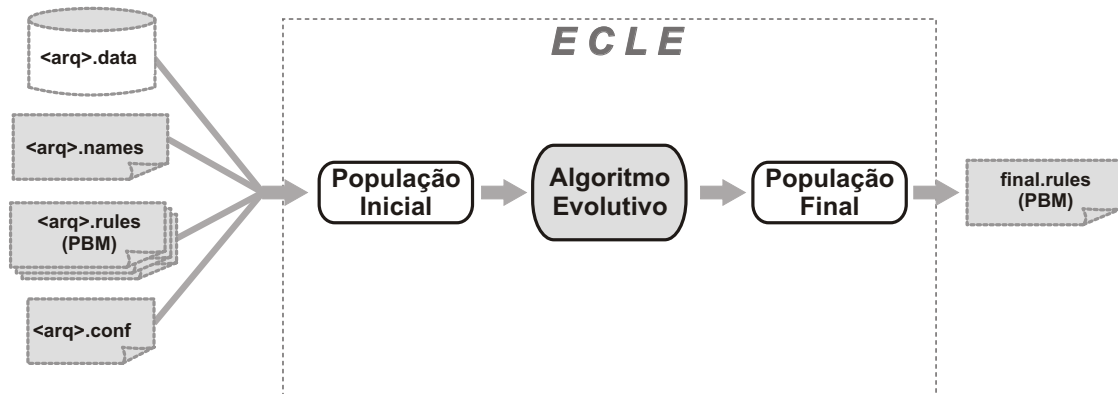 E C L E
<arq>.data
<arq>.names
<arq>.rules
(PBM)
<arq>.conf
População
Inicial
Algoritmo
Evolutivo
População
Final
final.rules
(PBM)